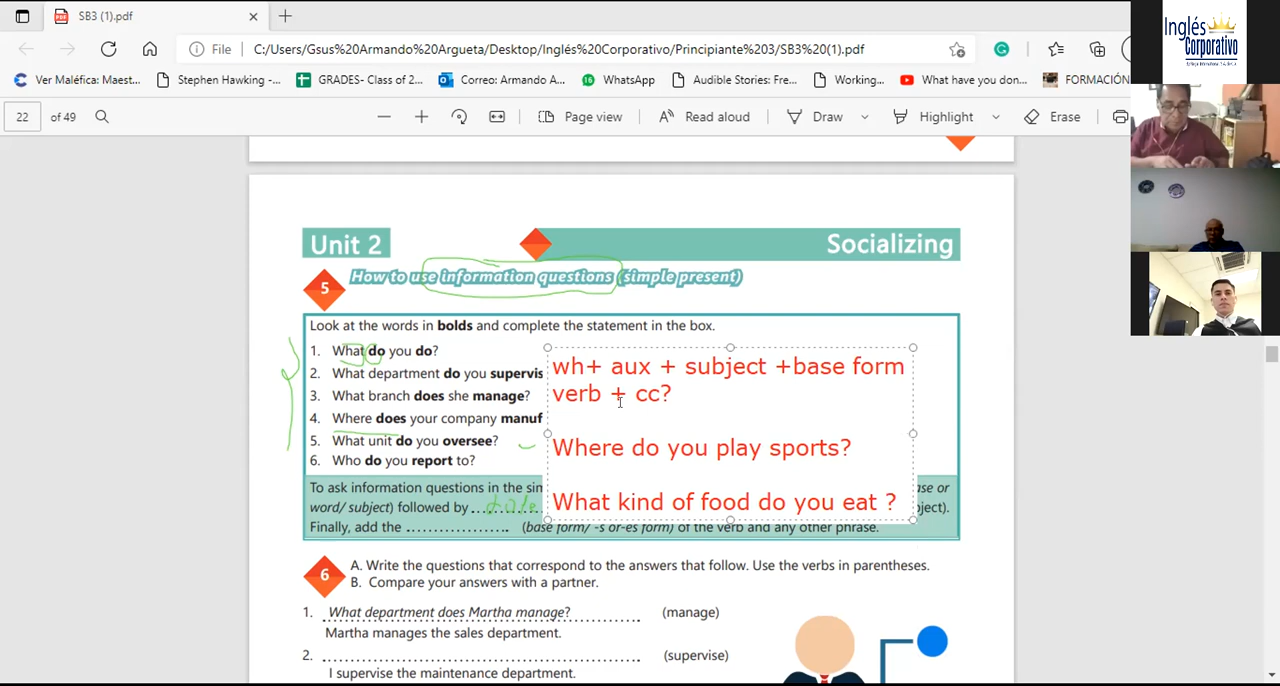 SB3 (1).pdf
File
C:/Users/Gsus%20Armando%20Argueta/Desktop/Inglés%20Corporativo/Principiante%203/SB3%20(1).pdf
Ver Maléfica: Maest...
Stephen Hawking -...
GRADES- Class of 2...
Correo: Armando A...
WhatsApp
Audible Stories: Fre...
Working...
What have you don...
FORMACIÓN
22 of 49
Page view
Read aloud
Draw
Highlight
Erase
Inglés
Corporativo
Unit 2
Socializing
5 How to use information questions (simple present)
Look at the words in bolds and complete the statement in the box.
1. What do you do?
2. What department do you supervis
3. What branch does she manage?
4. Where does your company manuf
5. What unit do you oversee?
6. Who do you report to?
wh+ aux + subject +base form
verb + cc?
Where do you play sports?
What kind of food do you eat ?
To ask information questions in the sim
ase or
word/ subject) followed by
ject).
Finally, add the .................... (base form/ -s or-es form) of the verb and any other phrase.
6 A. Write the questions that correspond to the answers that follow. Use the verbs in parentheses.
B. Compare your answers with a partner.
1. What department does Martha manage? (manage)
Martha manages the sales department.
2. (supervise)
I supervise the maintenance department.